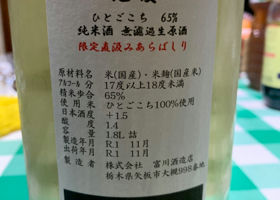 ひとごこち 65%
純米酒 無濾過生原酒
限定直汲みあらばしり
原材料名 米(国産)・米麹(国産米)
アルコール分 17度以上18度未満
精米歩合 65%
使用米 ひとごこち100%使用
日本酒度 +1.5
酸度 1.4
容量 1.8L 詰
製造年月 R.1 11月
出荷年月 R.1 11月
製造者 株式会社 富川酒造店
栃木県矢板市大槻998番地